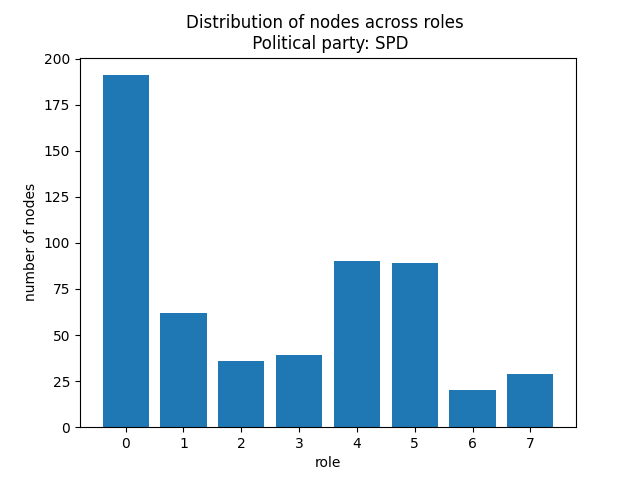 Distribution of nodes across roles
Political party: SPD
200
175
150
125
100
75
50
25
0
number of nodes
0 1 2 3 4 5 6 7
role